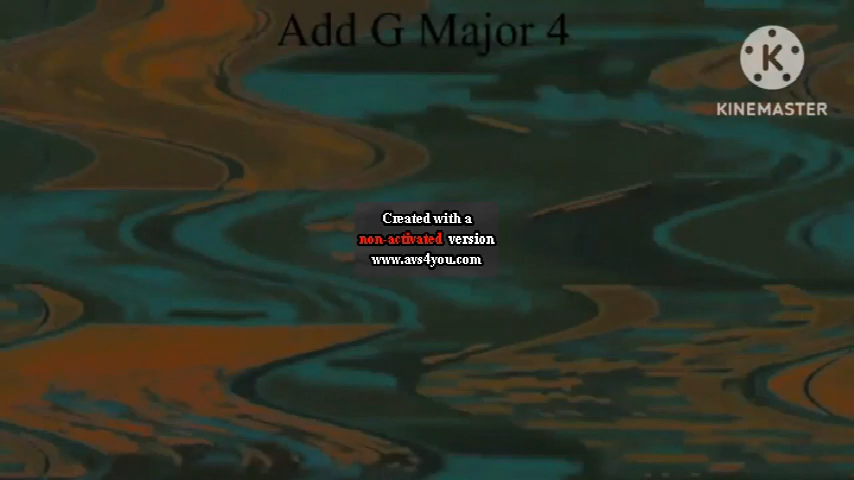 Add G Major 4
KINEMASTER
Created with a
non-activated version
www.avs4you.com